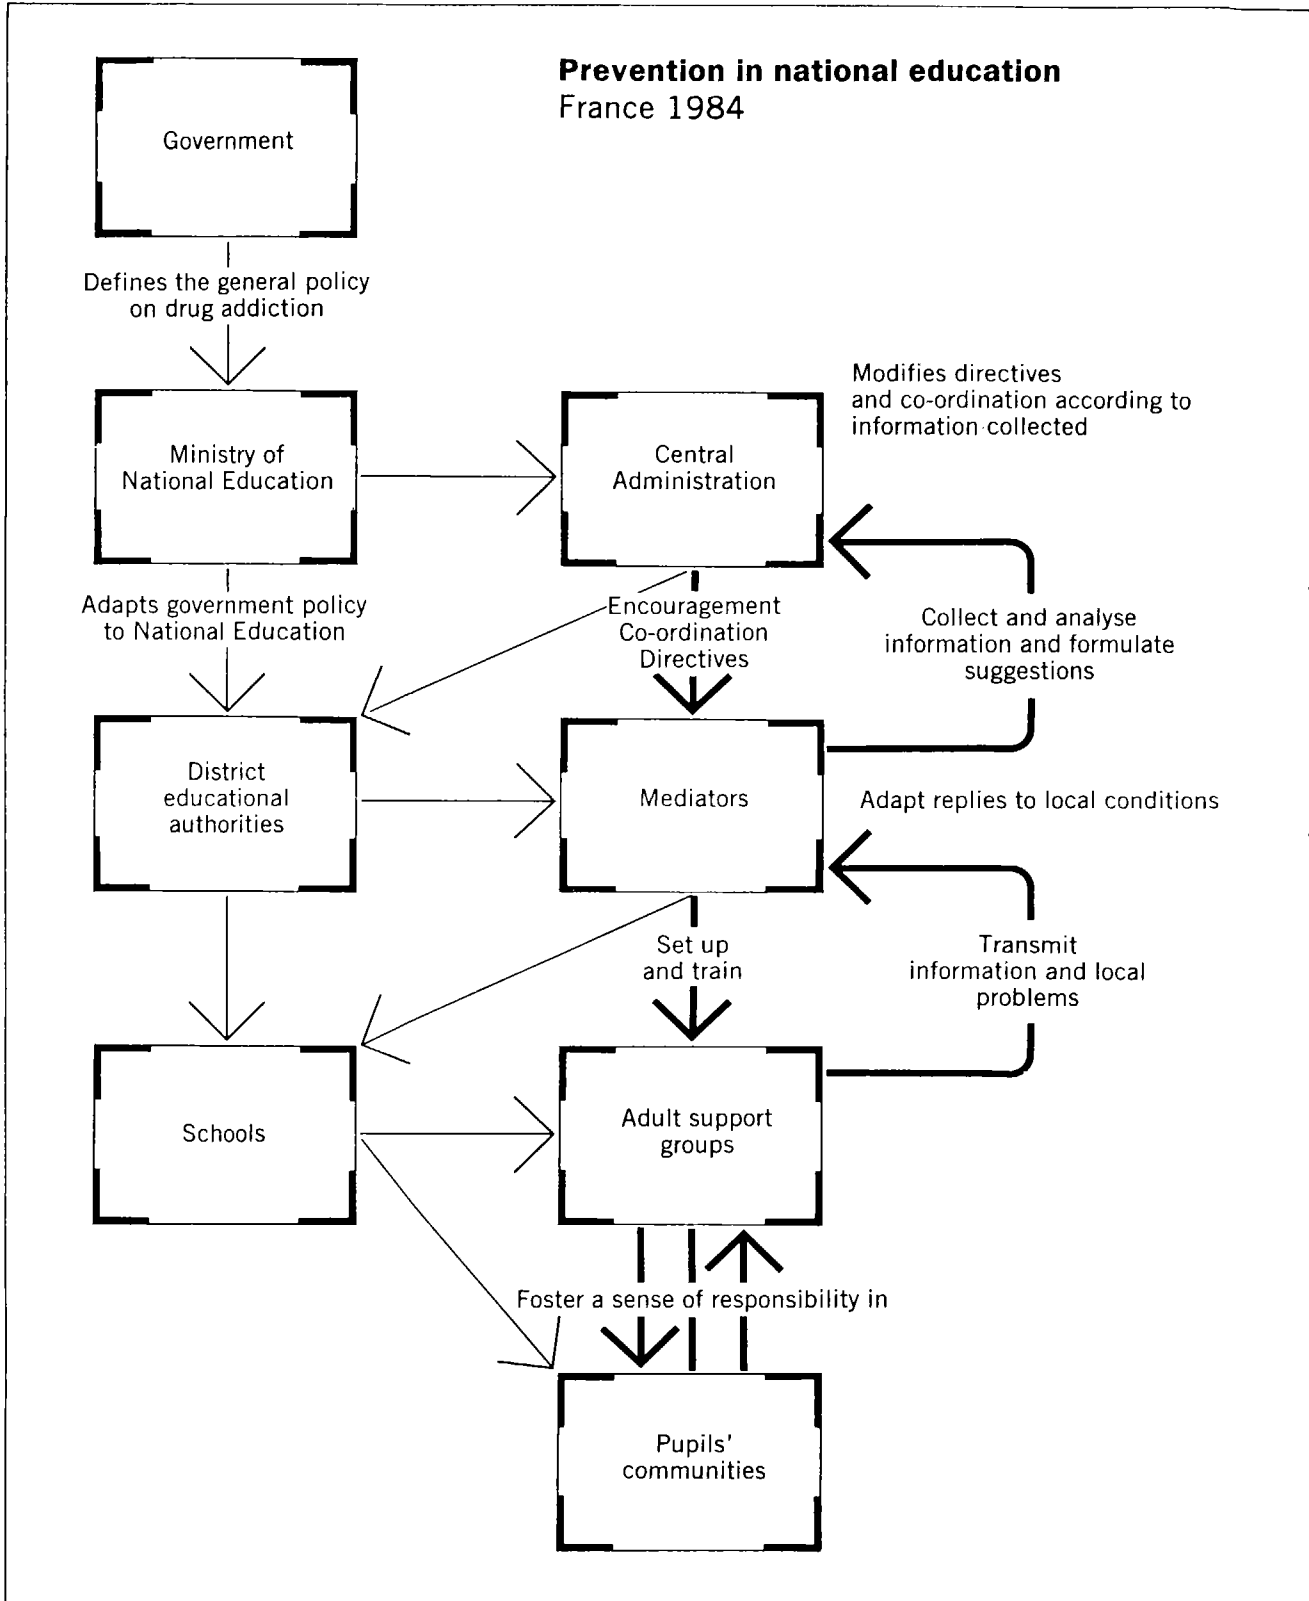 Prevention in national education
France 1984
Government
Defines the general policy
on drug addiction
Ministry of
National Education
Central
Administration
Modifies directives
and co-ordination according to
information collected
Adapts government policy
to National Education
Encouragement
Co-ordination
Directives
Collect and analyse
information and formulate
suggestions
District
educational
authorities
Mediators
Adapt replies to local conditions
Set up
and train
Transmit
information and local
problems
Schools
Adult support
groups
Foster a sense of responsibility in
Pupils'
communities